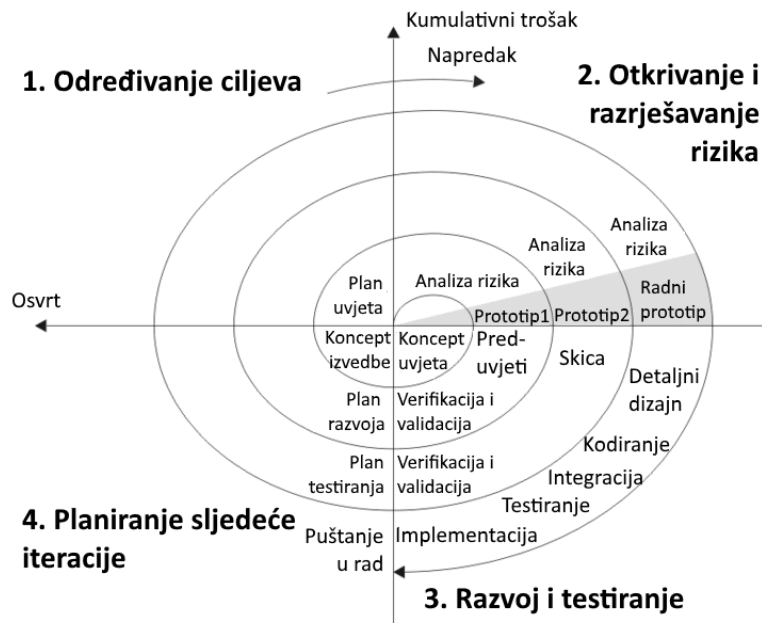 Kumulativni trošak
Napredak
1. Određivanje ciljeva
2. Otkrivanje i
razrješavanje
rizika
Analiza
rizika
Analiza
rizika
Analiza rizika
Plan
uvjeta
Radni
prototip
Osvrt
Prototip1
Prototip2
Koncept
izvedbe
Koncept
uvjeta
Pred-
uvjeti
Skica
Detaljni
dizajn
Plan
razvoja
Verifikacija i
validacija
Kodiranje
Plan
testiranja
Verifikacija i
validacija
Integracija
Testiranje
4. Planiranje sljedeće
iteracije
Puštanje
u rad
Implementacija
3. Razvoj i testiranje